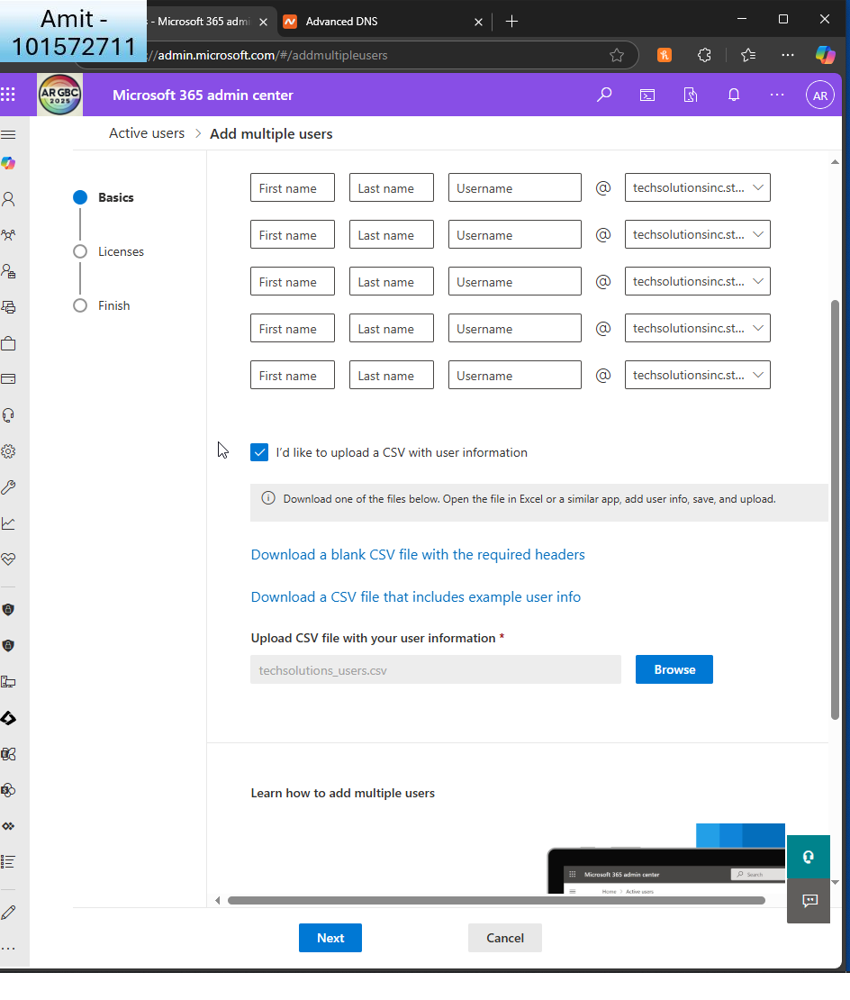 Amit -
101572711
s - Microsoft 365 admi
Advanced DNS
://admin.microsoft.com/#/addmultipleusers
AR GBC
2025
Microsoft 365 admin center
AR
Active users > Add multiple users
Basics
Licenses
Finish
First name Last name Username @ techsolutionsinc.st...
First name Last name Username @ techsolutionsinc.st...
First name Last name Username @ techsolutionsinc.st...
First name Last name Username @ techsolutionsinc.st...
First name Last name Username @ techsolutionsinc.st...
I'd like to upload a CSV with user information
Download one of the files below. Open the file in Excel or a similar app, add user info, save, and upload.
Download a blank CSV file with the required headers
Download a CSV file that includes example user info
Upload CSV file with your user information *
techsolutions_users.csv
Browse
Learn how to add multiple users
Microsoft 365 admin center
Search
Home > Active users
Next
Cancel